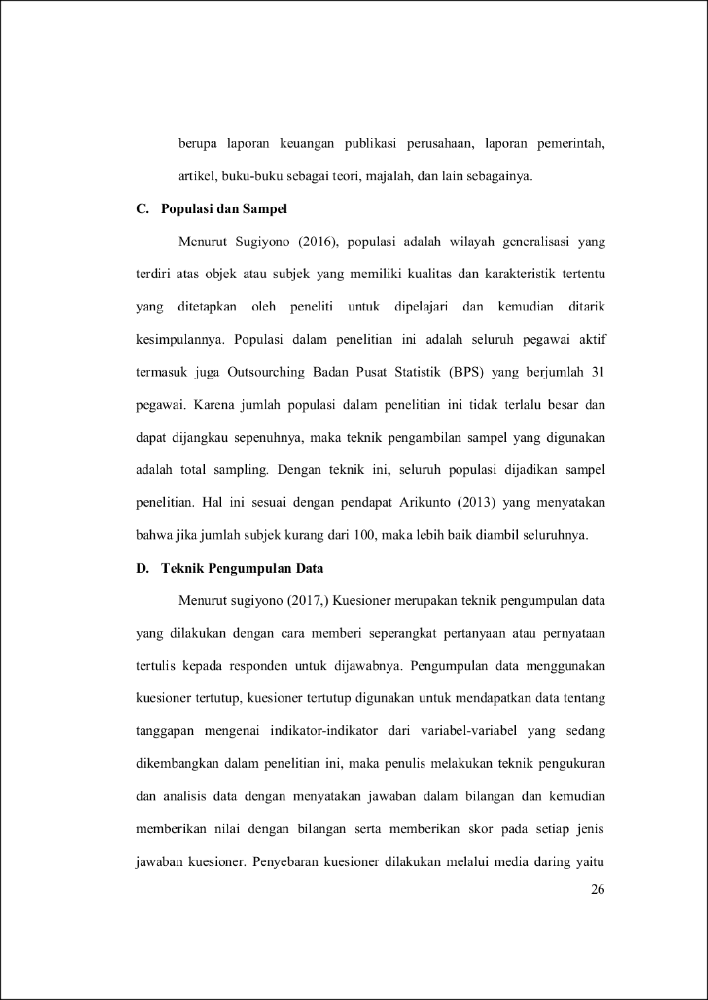 berupa laporan keuangan publikasi perusahaan, laporan pemerintah,
artikel, buku-buku sebagai teori, majalah, dan lain sebagainya.
C. Populasi dan Sampel
Menurut Sugiyono (2016), populasi adalah wilayah generalisasi yang
terdiri atas objek atau subjek yang memiliki kualitas dan karakteristik tertentu
yang ditetapkan oleh peneliti untuk dipelajari dan kemudian ditarik
kesimpulannya. Populasi dalam penelitian ini adalah seluruh pegawai aktif
termasuk juga Outsourching Badan Pusat Statistik (BPS) yang berjumlah 31
pegawai. Karena jumlah populasi dalam penelitian ini tidak terlalu besar dan
dapat dijangkau sepenuhnya, maka teknik pengambilan sampel yang digunakan
adalah total sampling. Dengan teknik ini, seluruh populasi dijadikan sampel
penelitian. Hal ini sesuai dengan pendapat Arikunto (2013) yang menyatakan
bahwa jika jumlah subjek kurang dari 100, maka lebih baik diambil seluruhnya.
D. Teknik Pengumpulan Data
Menurut sugiyono (2017,) Kuesioner merupakan teknik pengumpulan data
yang dilakukan dengan cara memberi seperangkat pertanyaan atau pernyataan
tertulis kepada responden untuk dijawabnya. Pengumpulan data menggunakan
kuesioner tertutup, kuesioner tertutup digunakan untuk mendapatkan data tentang
tanggapan mengenai indikator-indikator dari variabel-variabel yang sedang
dikembangkan dalam penelitian ini, maka penulis melakukan teknik pengukuran
dan analisis data dengan menyatakan jawaban dalam bilangan dan kemudian
memberikan nilai dengan bilangan serta memberikan skor pada setiap jenis
jawaban kuesioner. Penyebaran kuesioner dilakukan melalui media daring yaitu
26